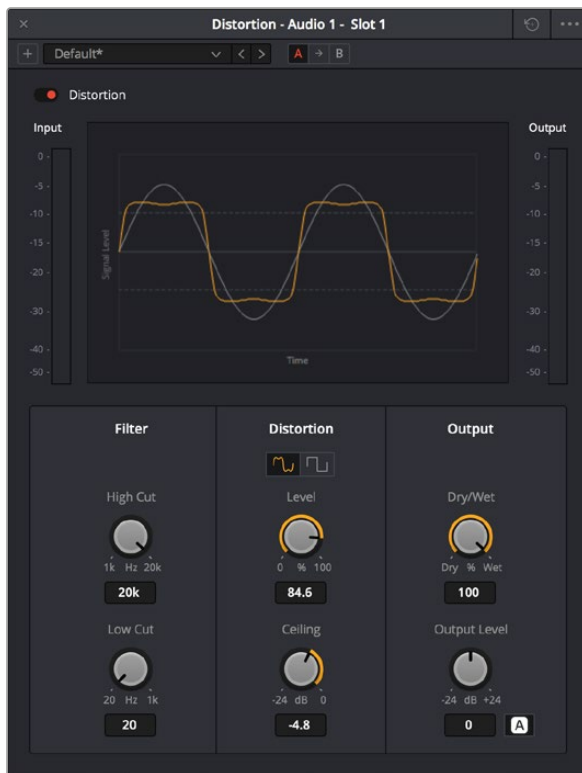 × Distortion - Audio 1 - Slot 1 •••
+ Default* < > A → B
Distortion
Input Output
0 - 0 -
-5 - -5 -
-10 - -10 -
-15 - -15 -
-20 - -20 -
-30 - -30 -
-40 - -40 -
-50 - -50 -
Signal Level
Time
Filter Distortion Output
High Cut Level Dry/Wet
1k Hz 20k 0 % 100 Dry % Wet
20k 84.6 100
Low Cut Ceiling Output Level
20 Hz 1k -24 dB 0 -24 dB +24
20 -4.8 0 A